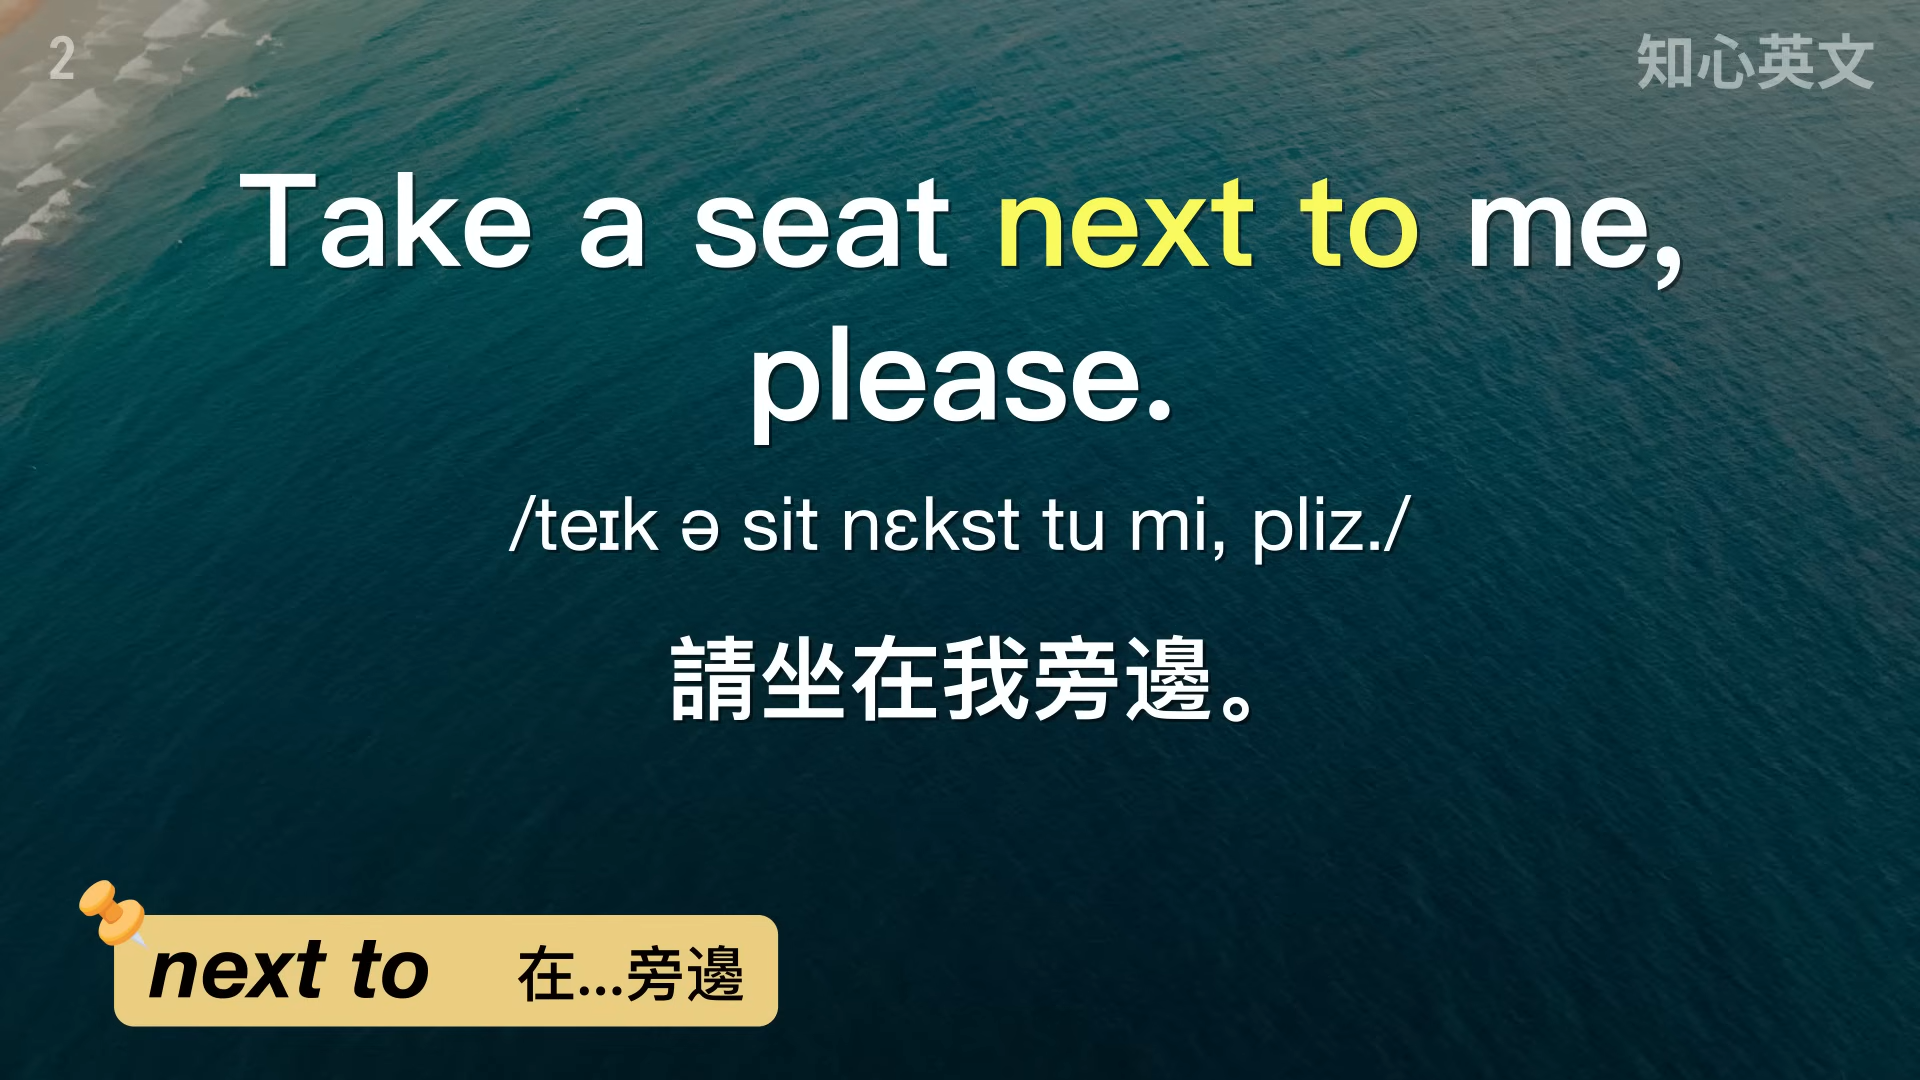 2
知心英文
Take a seat next to me,
please.
/teɪk ə sit nɛkst tu mi, pliz./
請坐在我旁邊。
next to 在...旁邊